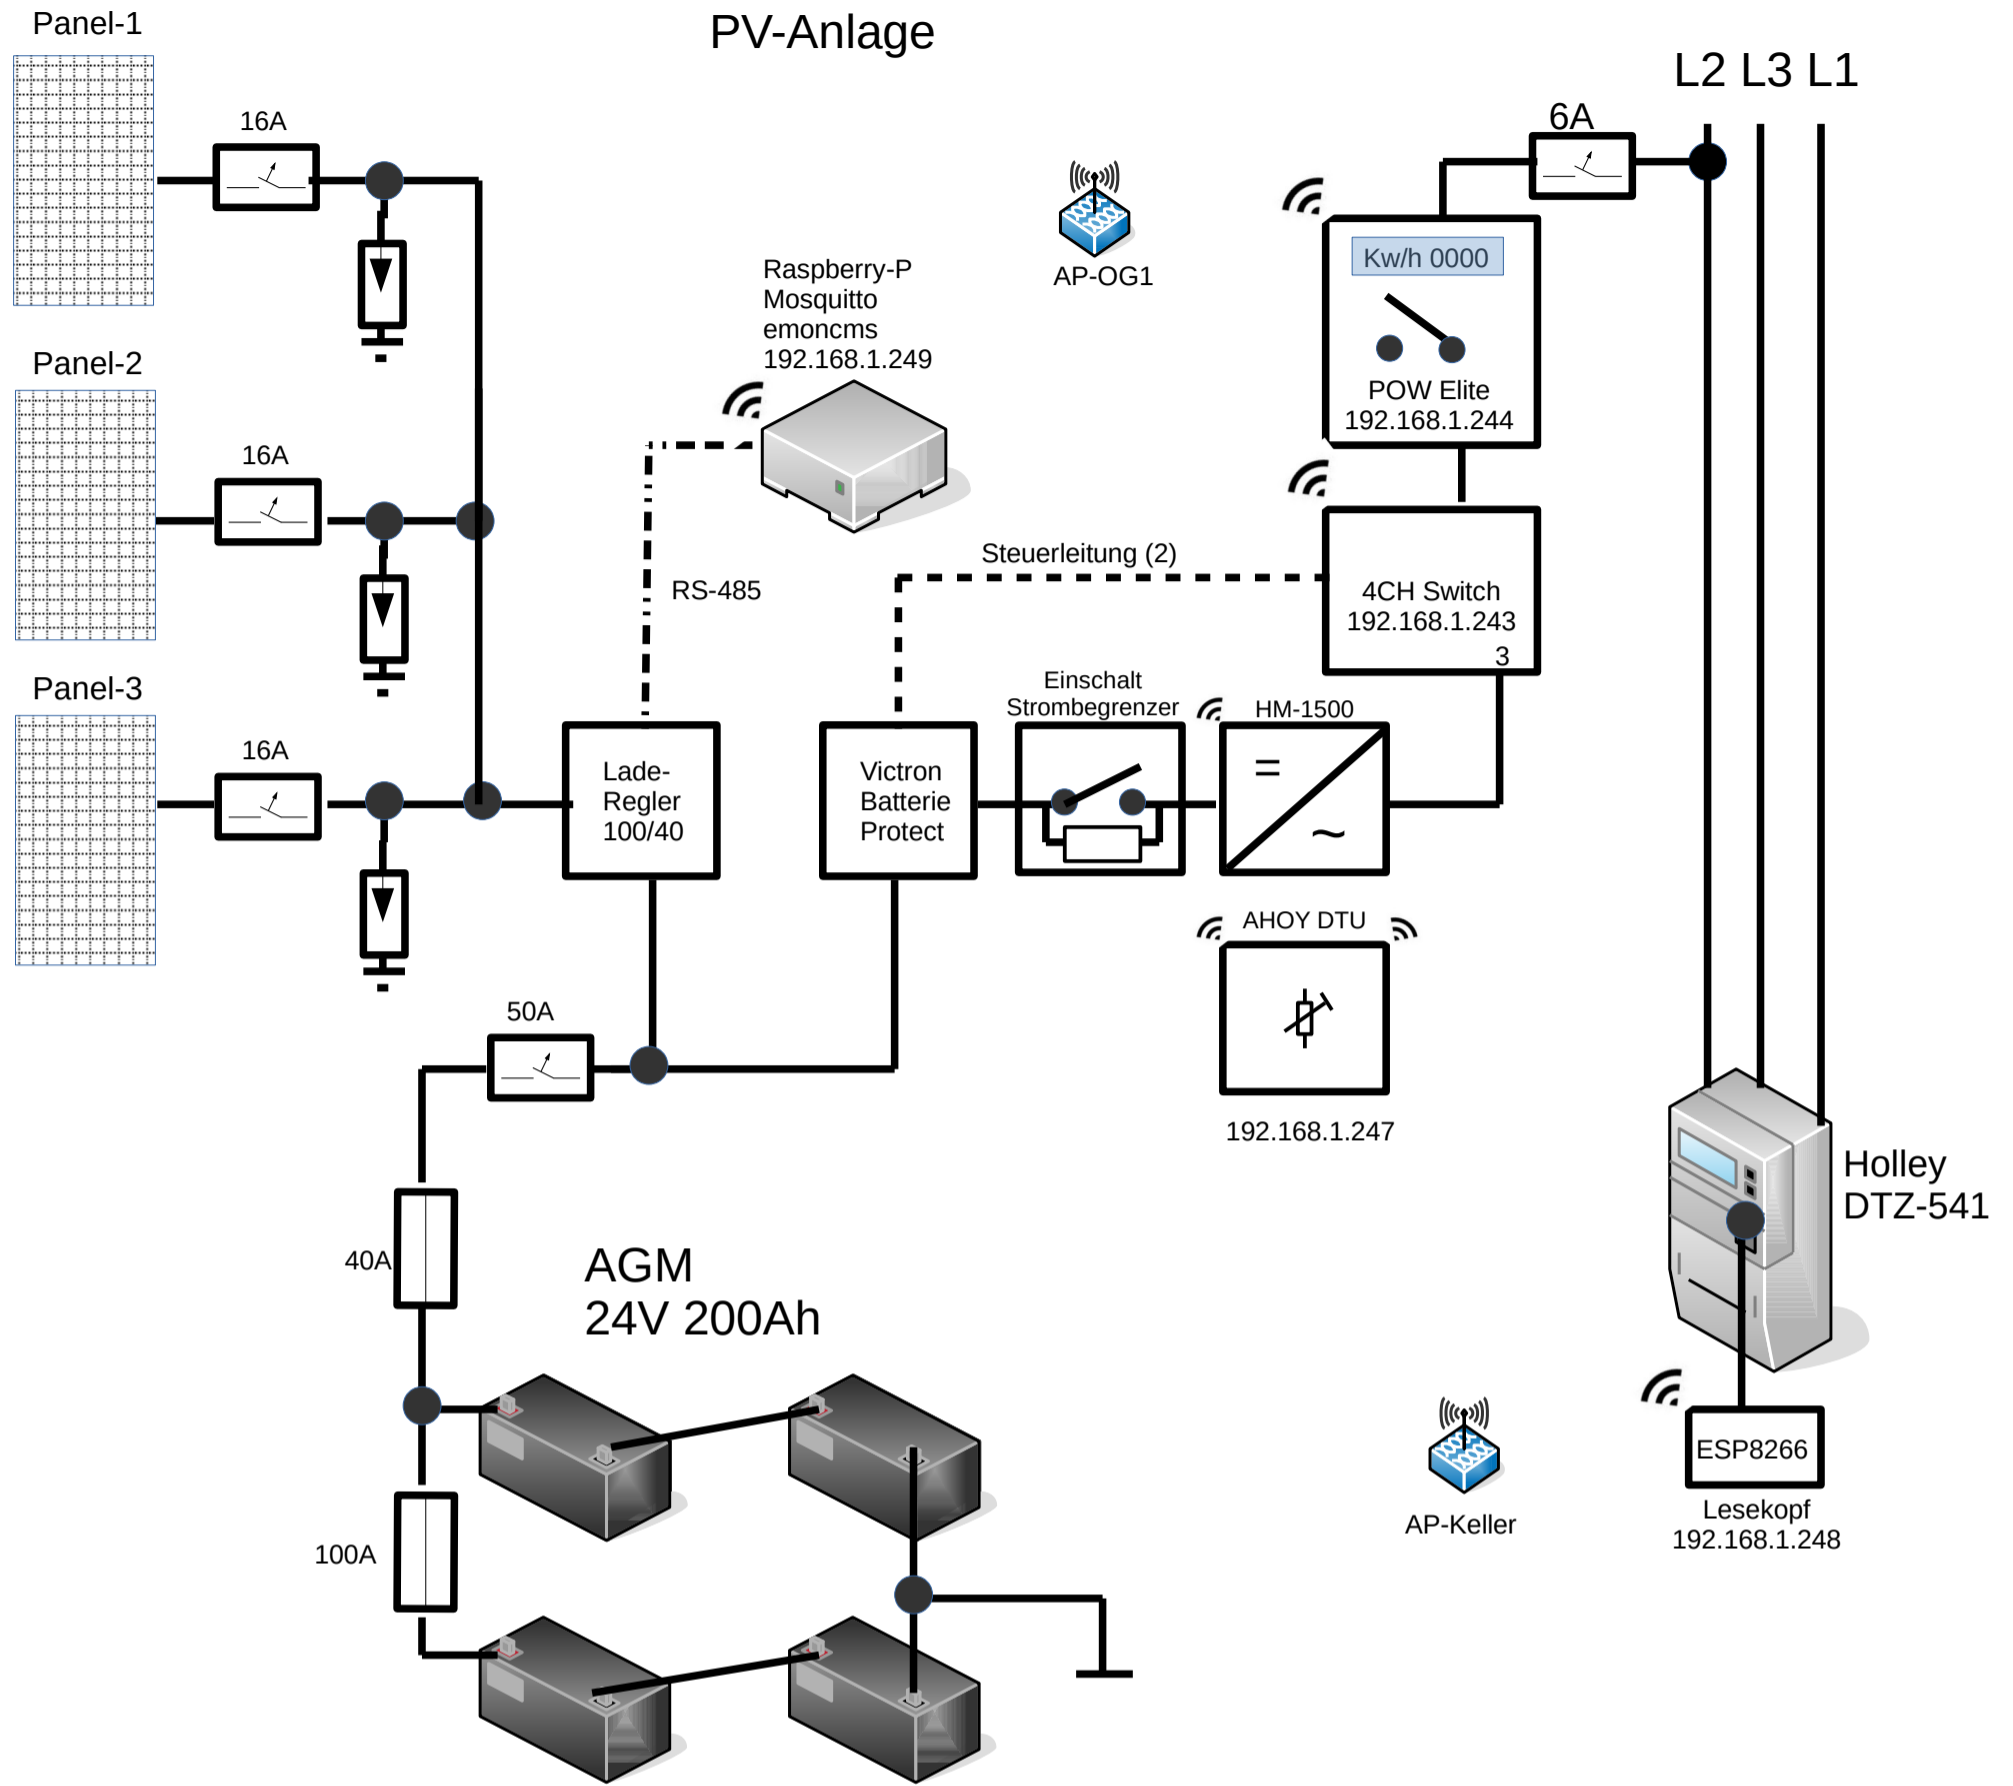 PV-Anlage
Panel-1
16A
Panel-2
16A
Panel-3
16A
Raspberry-P
Mosquitto
emoncms
192.168.1.249
RS-485
AP-OG1
L2 L3 L1
6A
Kw/h 0000
POW Elite
192.168.1.244
Steuerleitung (2)
4CH Switch
192.168.1.243
3
Lade-
Regler
100/40
Victron
Batterie
Protect
Einschalt
Strombegrenzer
HM-1500
=
~
AHOY DTU
192.168.1.247
50A
40A
100A
AGM
24V 200Ah
Holley
DTZ-541
AP-Keller
ESP8266
Lesekopf
192.168.1.248